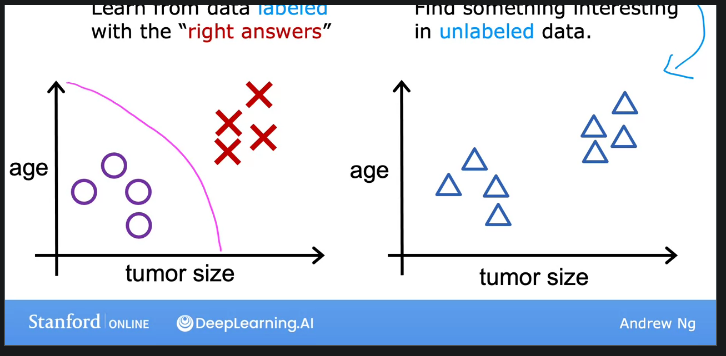 Learn from data labeled
with the “right answers”
Find something interesting
in unlabeled data.
age
tumor size
age
tumor size
Stanford ONLINE
DeepLearning.AI
Andrew Ng